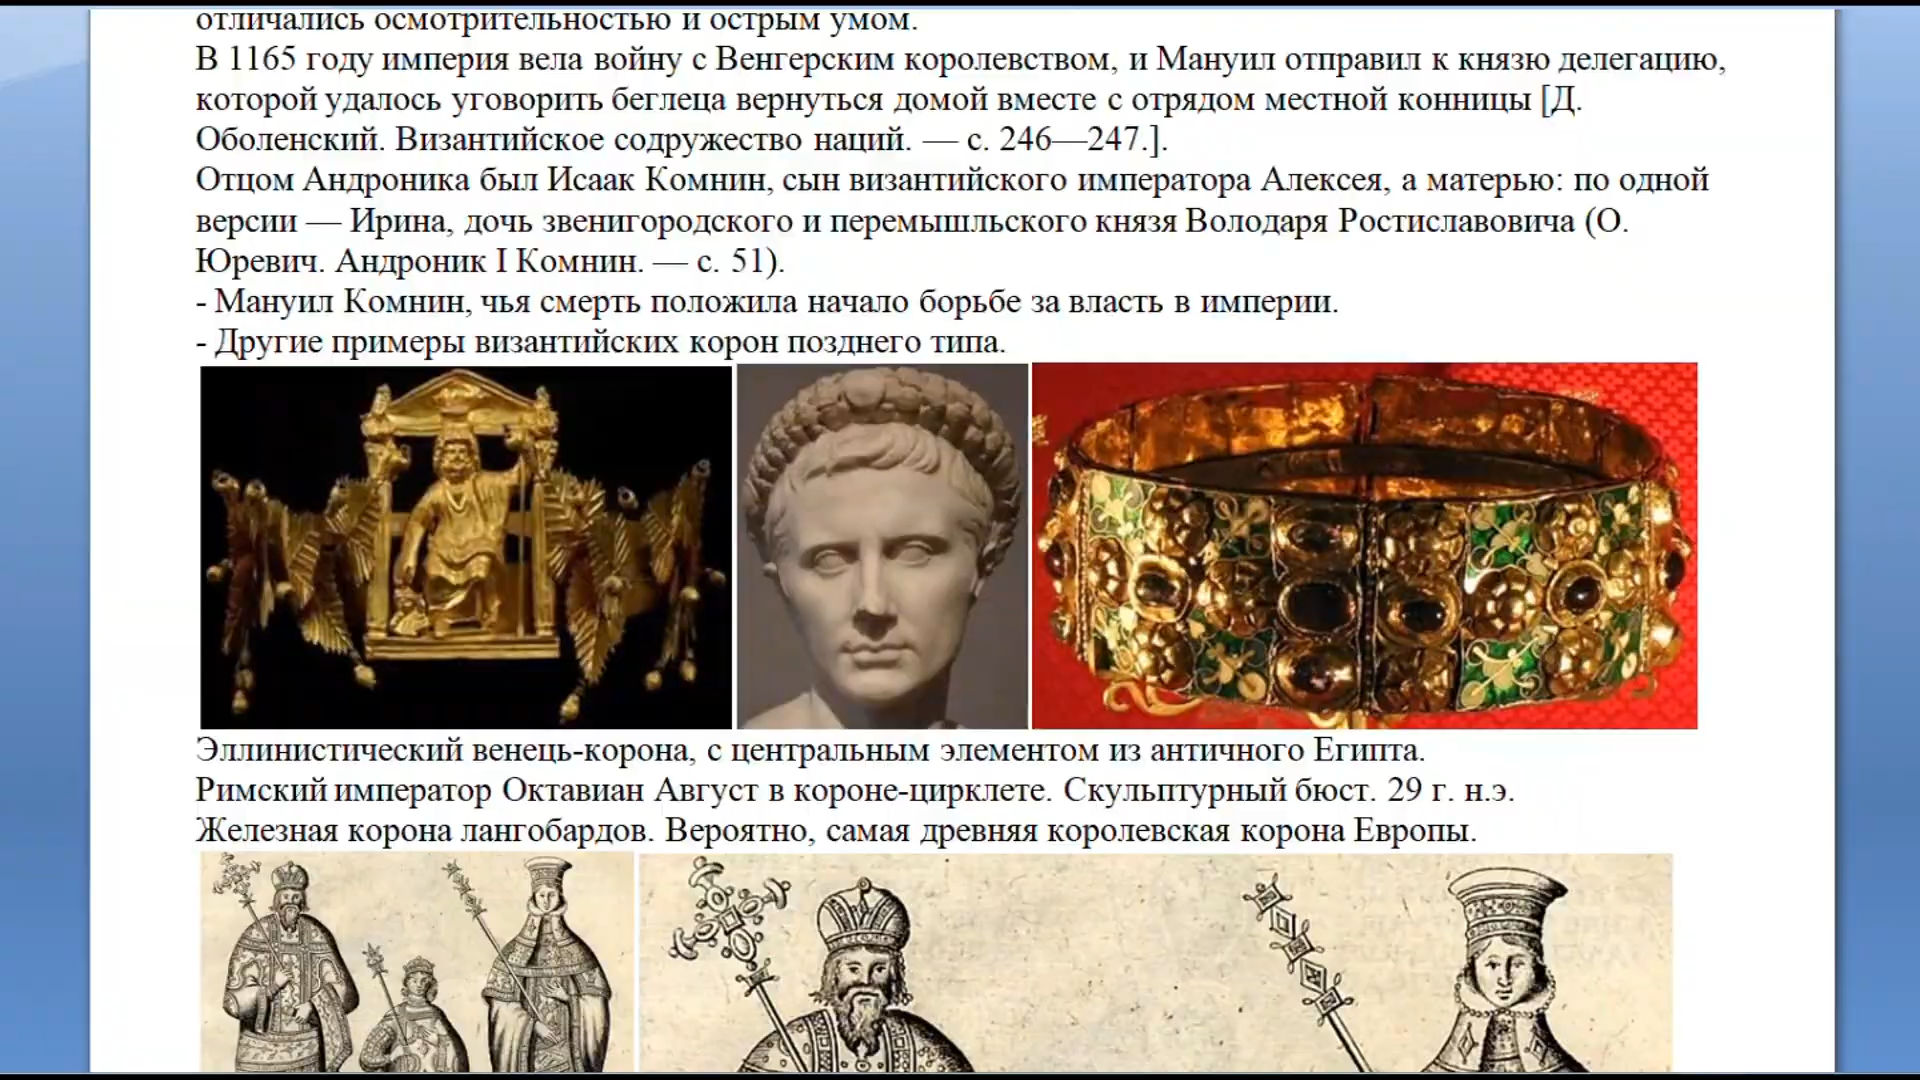 отличались осмотрительностью и острым умом.
В 1165 году империя вела войну с Венгерским королевством, и Мануил отправил к князю делегацию,
которой удалось уговорить беглеца вернуться домой вместе с отрядом местной конницы [Д.
Оболенский. Византийское содружество наций. — с. 246—247.].
Отцом Андроника был Исаак Комнин, сын византийского императора Алексея, а матерью: по одной
версии — Ирина, дочь звенигородского и перемышльского князя Володаря Ростиславовича (О.
Юревич. Андроник I Комнин. — с. 51).
- Мануил Комнин, чья смерть положила начало борьбе за власть в империи.
- Другие примеры византийских корон позднего типа.
Эллинистический венець-корона, с центральным элементом из античного Египта.
Римский император Октавиан Август в короне-цирклете. Скульптурный бюст. 29 г. н.э.
Железная корона лангобардов. Вероятно, самая древняя королевская корона Европы.